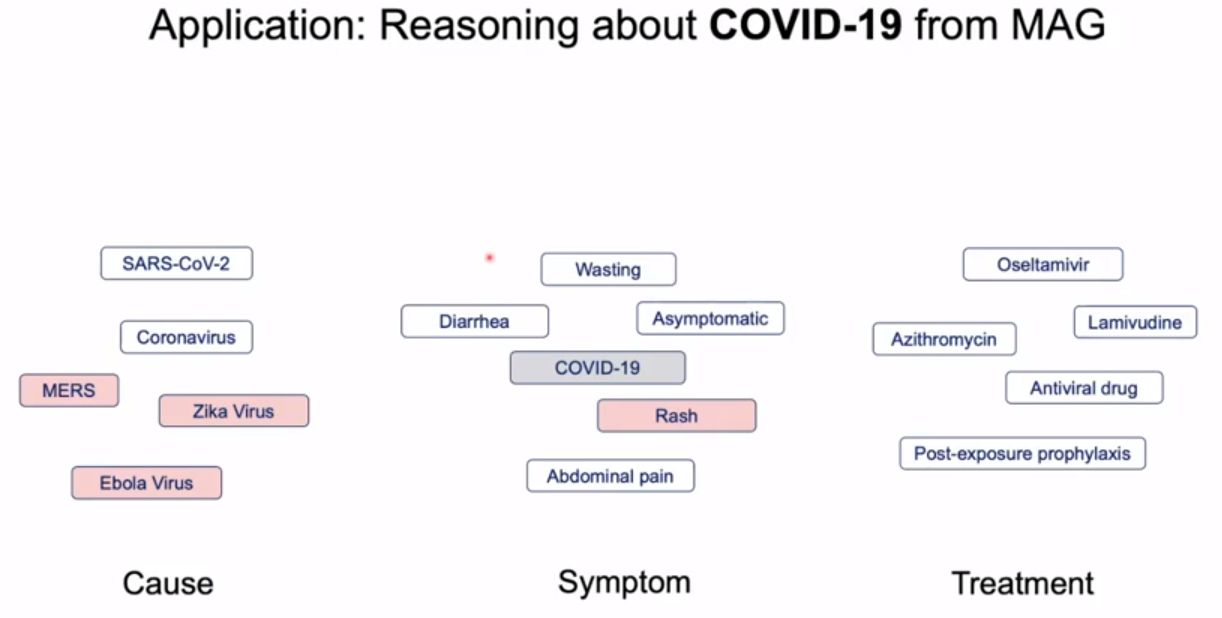 Application: Reasoning about COVID-19 from MAG
SARS-CoV-2
Coronavirus
MERS
Zika Virus
Ebola Virus
Cause
Wasting
Diarrhea
Asymptomatic
COVID-19
Rash
Abdominal pain
Symptom
Oseltamivir
Lamivudine
Azithromycin
Antiviral drug
Post-exposure prophylaxis
Treatment